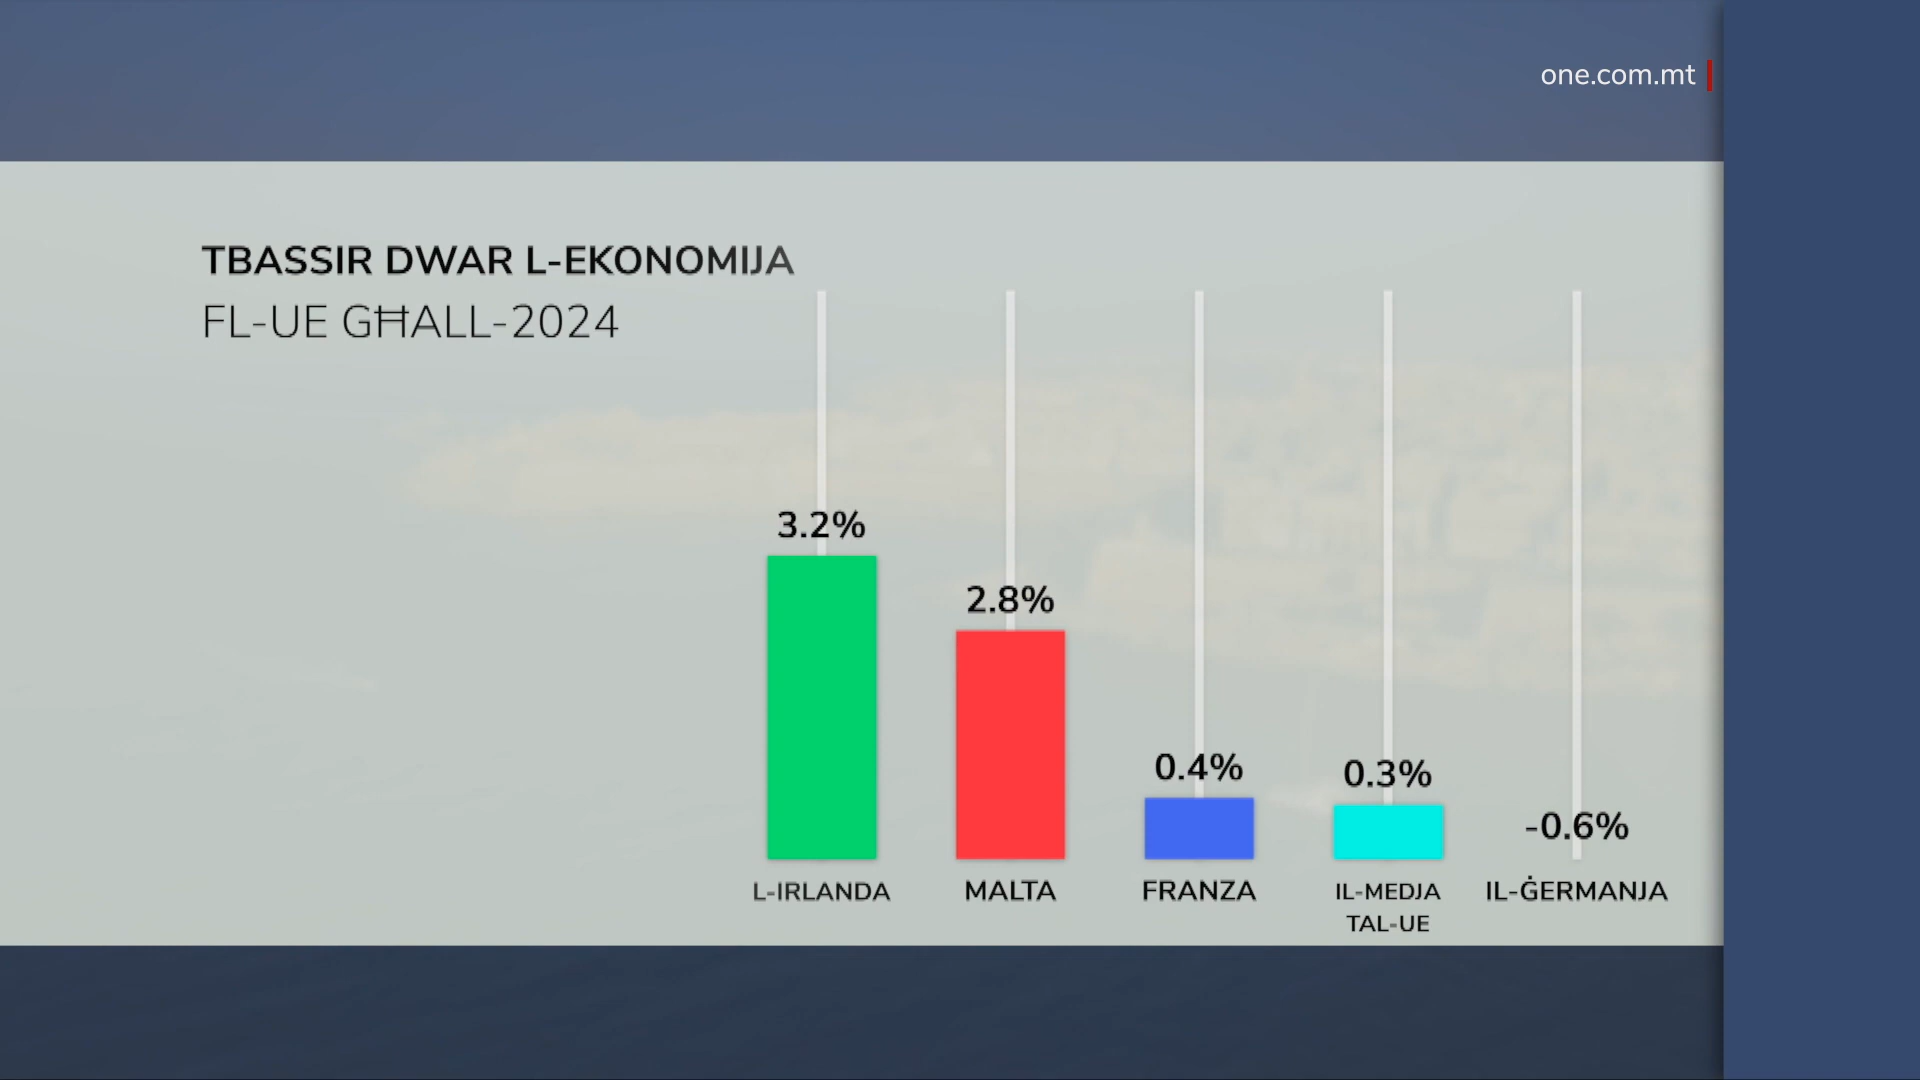 one.com.mt
TBASSIR DWAR L-EKONOMIJA
FL-UE GĦALL-2024
3.2%
2.8%
0.4%
0.3%
-0.6%
L-IRLANDA
MALTA
FRANZA
IL-MEDJA
TAL-UE
IL-ĠERMANJA